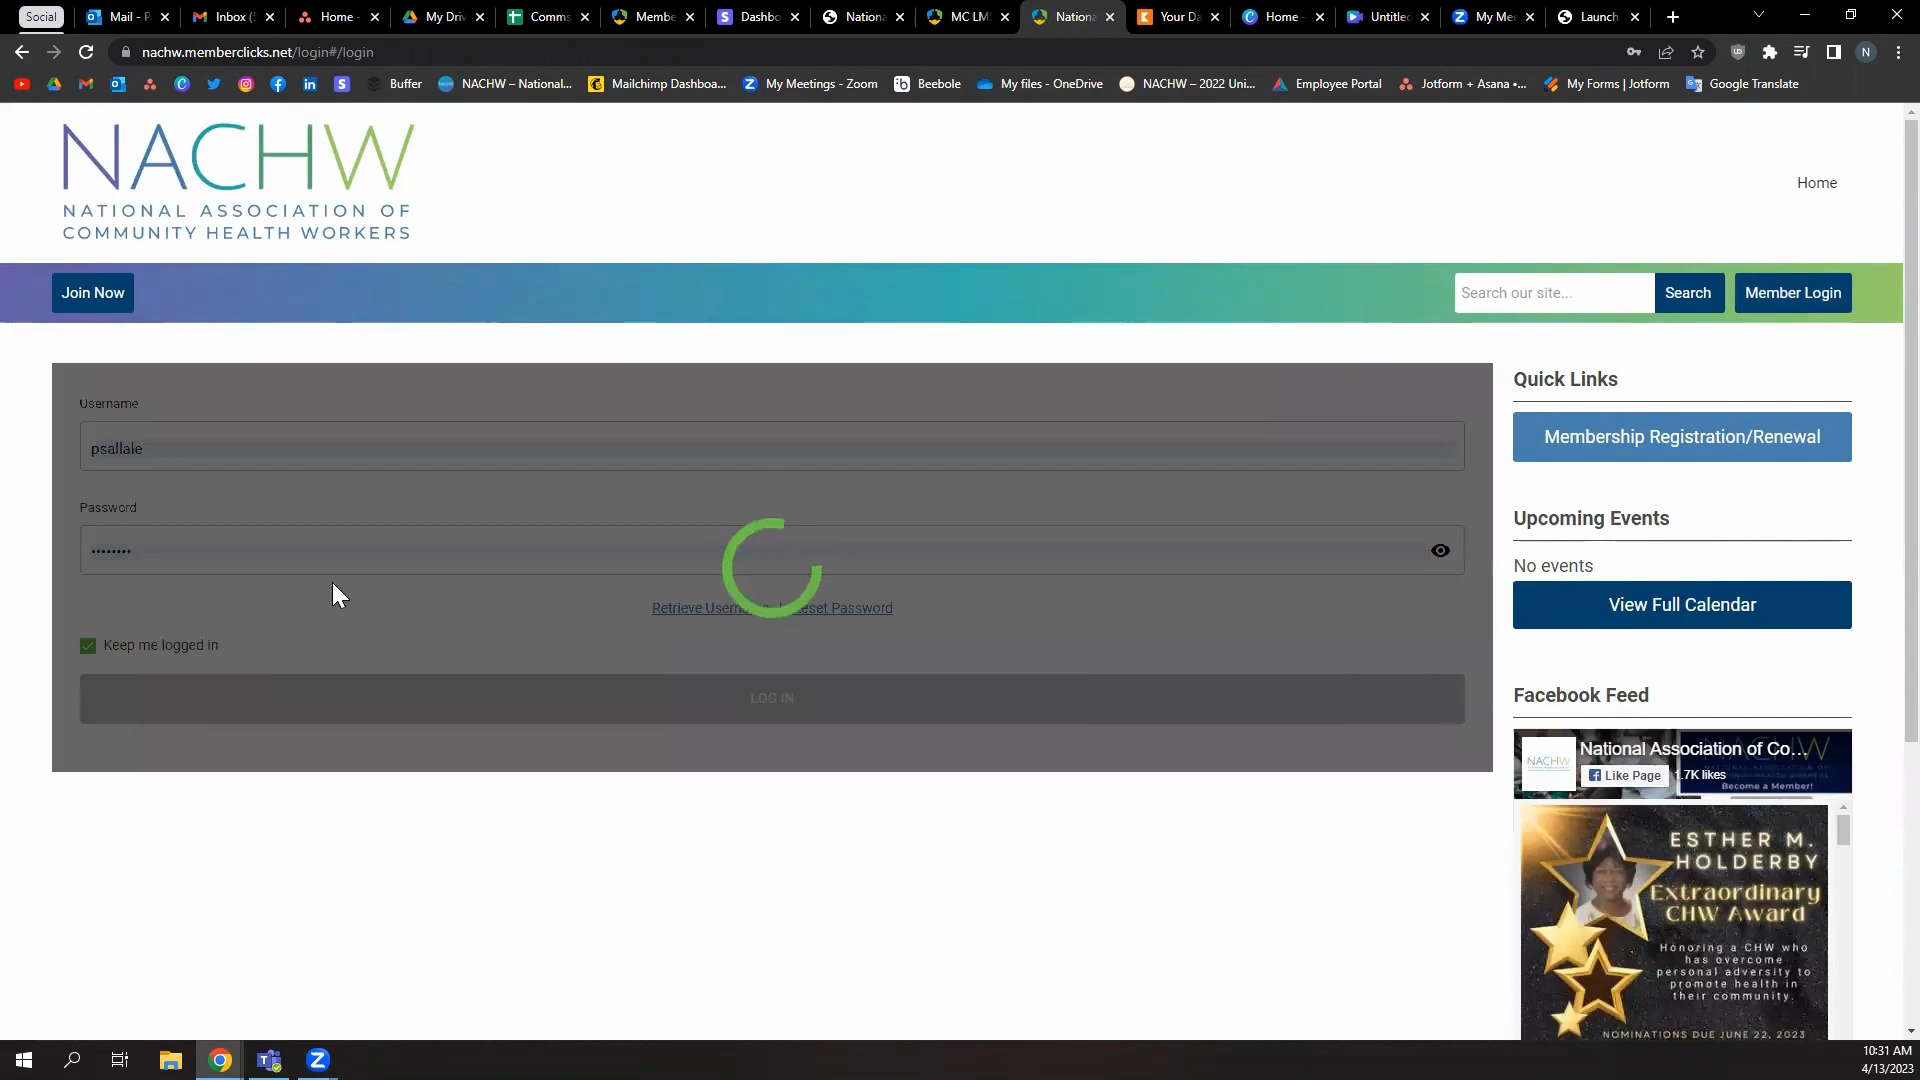 Social
Mail - P
Inbox (5
Home -
My Driv
Comms
Membe
Dashbo
Nationa
MC LM
Nationa
Your Da
Home -
Untitled
My Mee
Launch
nachw.memberclicks.net/login#/login
Buffer
NACHW – National...
Mailchimp Dashboa...
My Meetings - Zoom
Beebole
My files - OneDrive
NACHW – 2022 Uni...
Employee Portal
Jotform + Asana •...
My Forms | Jotform
Google Translate
NACHW
NATIONAL ASSOCIATION OF
COMMUNITY HEALTH WORKERS
Home
Join Now
Search our site...
Search
Member Login
Username
psallaie
Password
••••••••
Retrieve Username
Reset Password
Keep me logged in
LOG IN
Quick Links
Membership Registration/Renewal
Upcoming Events
No events
View Full Calendar
Facebook Feed
NACHW
National Association of Co...
Like Page
1.7K likes
Become a Member!
ESTHER M.
HOLDERBY
Extraordinary
CHW Award
Honoring a CHW who
has overcome
personal adversity to
promote health in
their community.
NOMINATIONS DUE JUNE 22, 2023
10:31 AM
4/13/2023